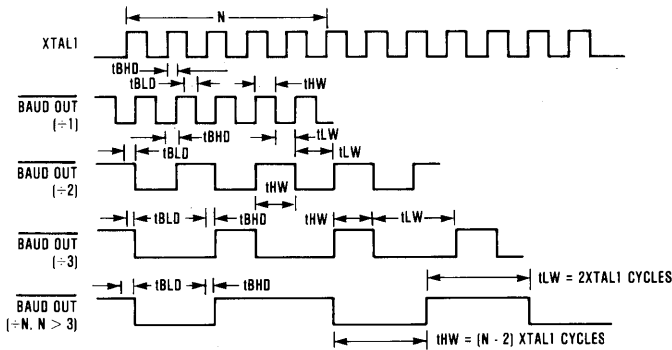 N
XTAL1
tBHD
tBLD
tHW
BAUD OUT
(÷1)
tBHD
tLW
tBLD
tLW
BAUD OUT
(÷2)
tHW
tBLD
tBHD
tHW
tLW
BAUD OUT
(÷3)
tBLD
tBHD
tLW = 2XTAL1 CYCLES
BAUD OUT
(÷N, N > 3)
tHW = (N - 2) XTAL1 CYCLES